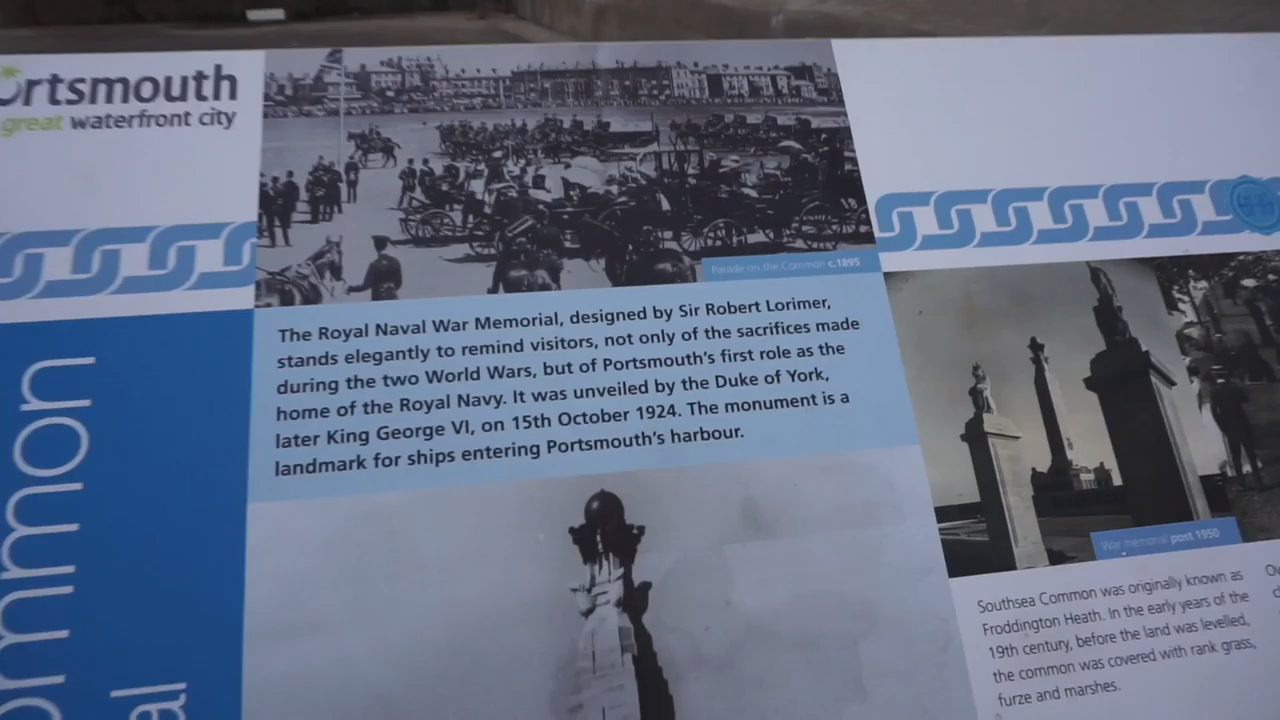 ortsmouth
great waterfront city
Parade on the Common c.1895
The Royal Naval War Memorial, designed by Sir Robert Lorimer,
stands elegantly to remind visitors, not only of the sacrifices made
during the two World Wars, but of Portsmouth's first role as the
home of the Royal Navy. It was unveiled by the Duke of York,
later King George VI, on 15th October 1924. The monument is a
landmark for ships entering Portsmouth's harbour.
ommon
al
War memorial post 1950
Southsea Common was originally known as
Froddington Heath. In the early years of the
19th century, before the land was levelled,
the common was covered with rank grass,
furze and marshes.